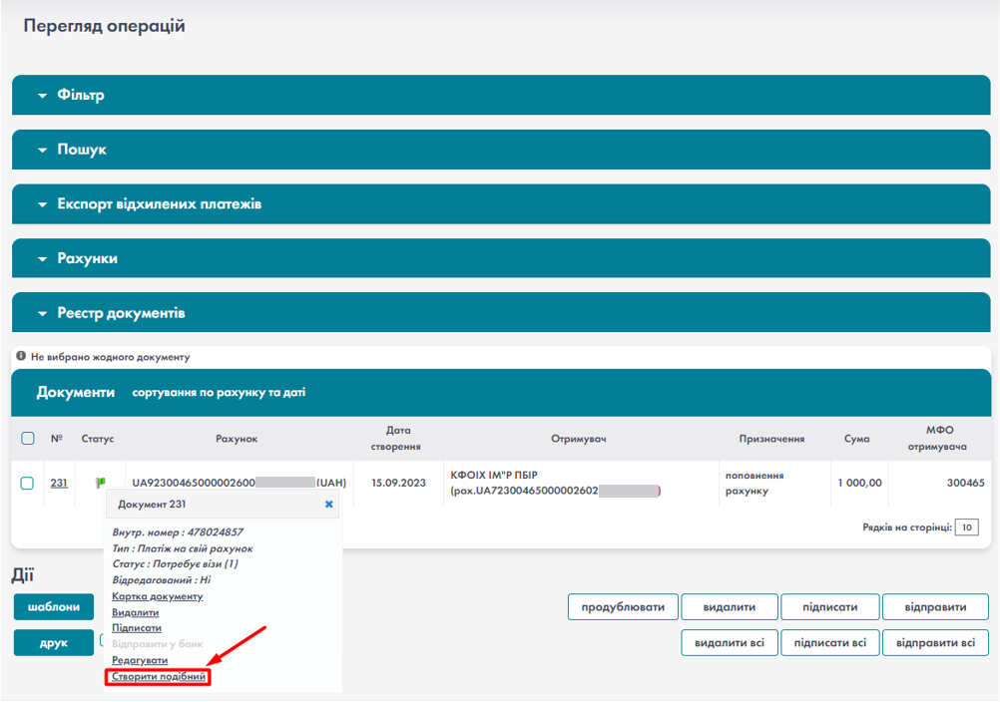 Перегляд операцій
Фільтр
Пошук
Експорт відхилених платежів
Рахунки
Реєстр документів
Не вибрано жодного документу
Документи сортування по рахунку та даті
№ Статус Рахунок Дата створення Отримувач Призначення Сума МФО отримувача
231 UA92300465000002600 (UAH) 15.09.2023 КФОІХ ІМ"Р ПБІР (рах.UA72300465000002602 ) поповнення рахунку 1 000,00 300465
Рядків на сторінці: 10
Документ 231
Внутр. номер : 478024857
Тип : Платіж на свій рахунок
Статус : Потребує візи (1)
Відредагований : Ні
Картка документу
Видалити
Підписати
Відправити у банк
Редагувати
Створити подібний
Дії
шаблони продублювати видалити підписати відправити
друк видалити всі підписати всі відправити всі